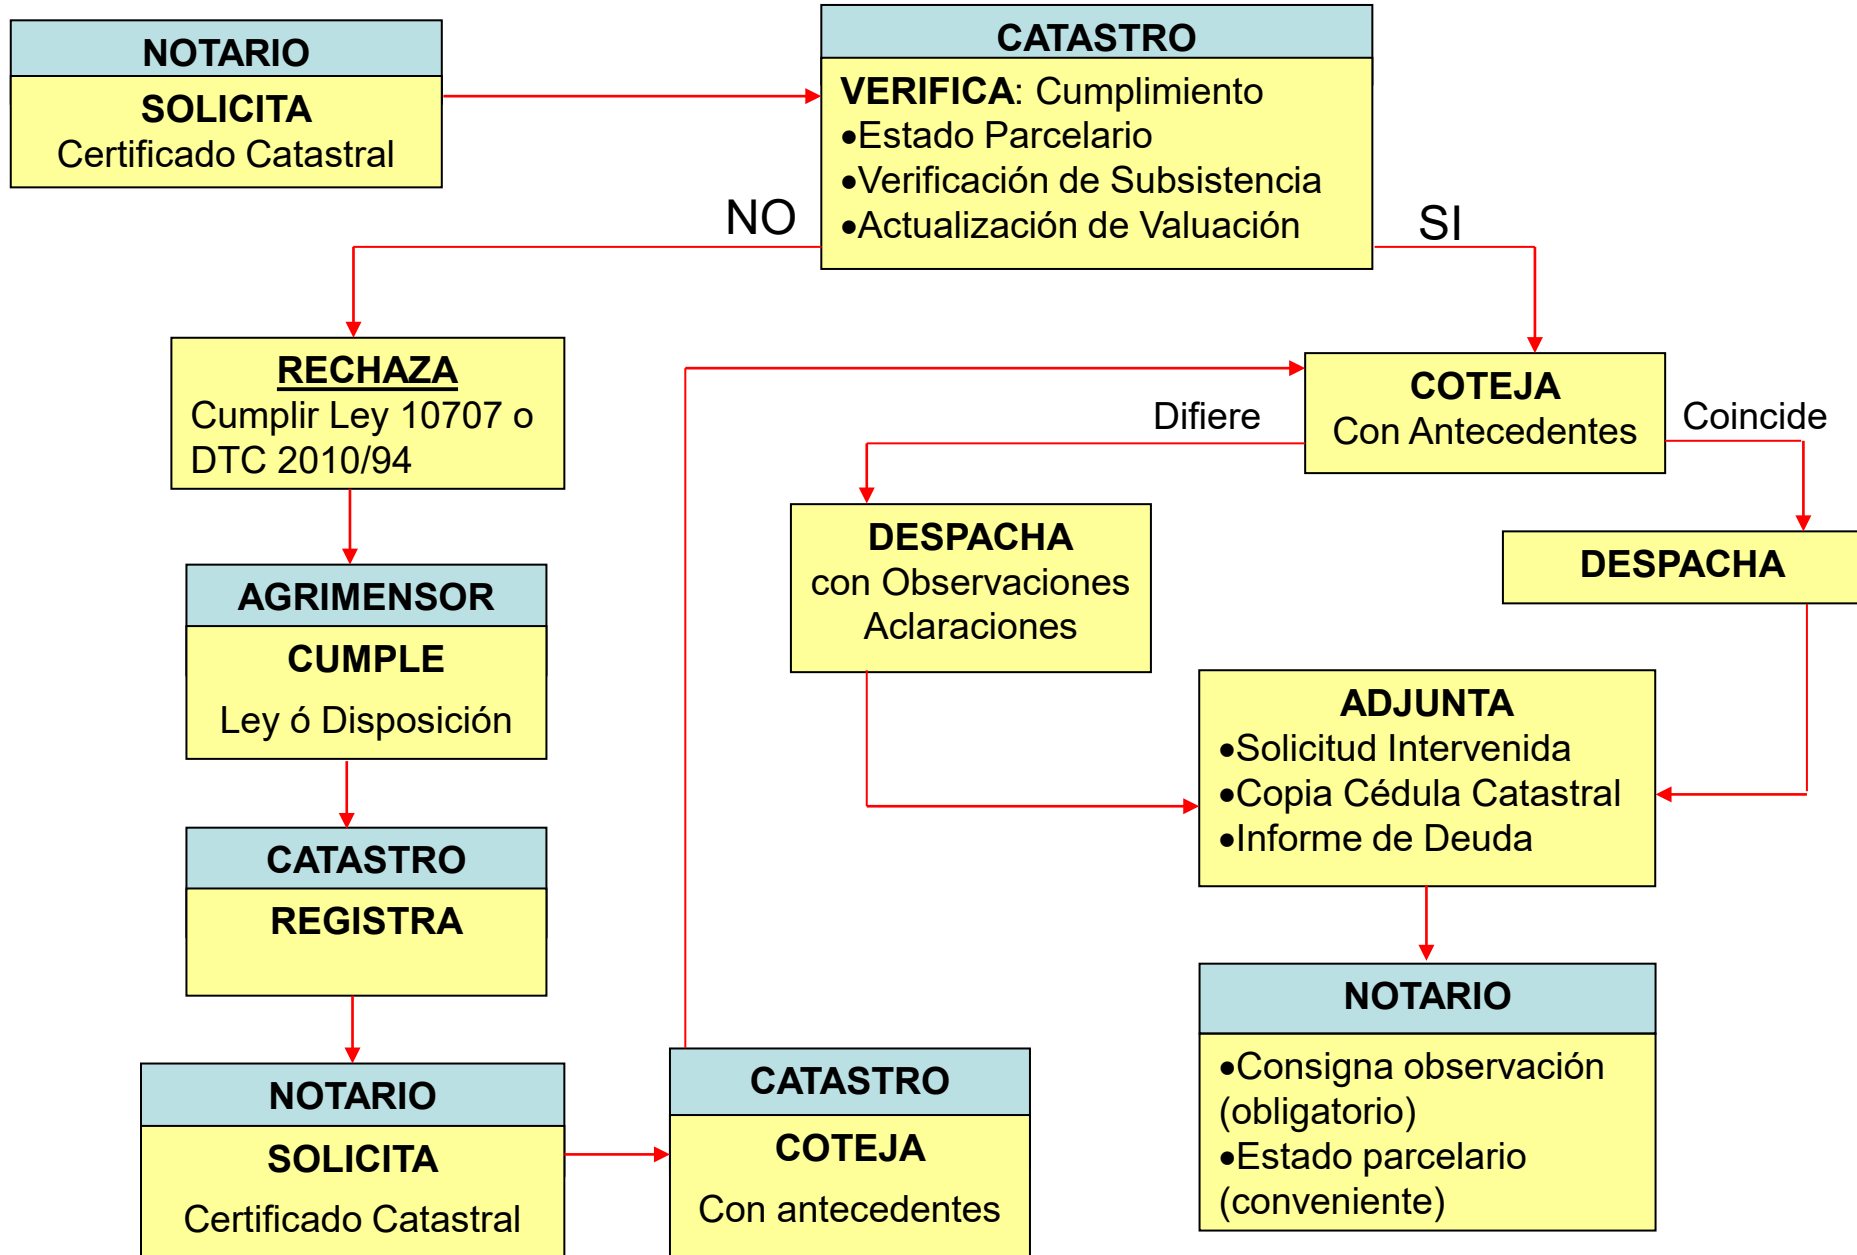 NOTARIO
SOLICITA
Certificado Catastral
CATASTRO
VERIFICA: Cumplimiento
•Estado Parcelario
•Verificación de Subsistencia
•Actualización de Valuación
NO
SI
RECHAZA
Cumplir Ley 10707 o
DTC 2010/94
COTEJA
Con Antecedentes
Difiere
Coincide
DESPACHA
con Observaciones
Aclaraciones
DESPACHA
AGRIMENSOR
CUMPLE
Ley ó Disposición
ADJUNTA
•Solicitud Intervenida
•Copia Cédula Catastral
•Informe de Deuda
CATASTRO
REGISTRA
NOTARIO
•Consigna observación
(obligatorio)
•Estado parcelario
(conveniente)
NOTARIO
SOLICITA
Certificado Catastral
CATASTRO
COTEJA
Con antecedentes